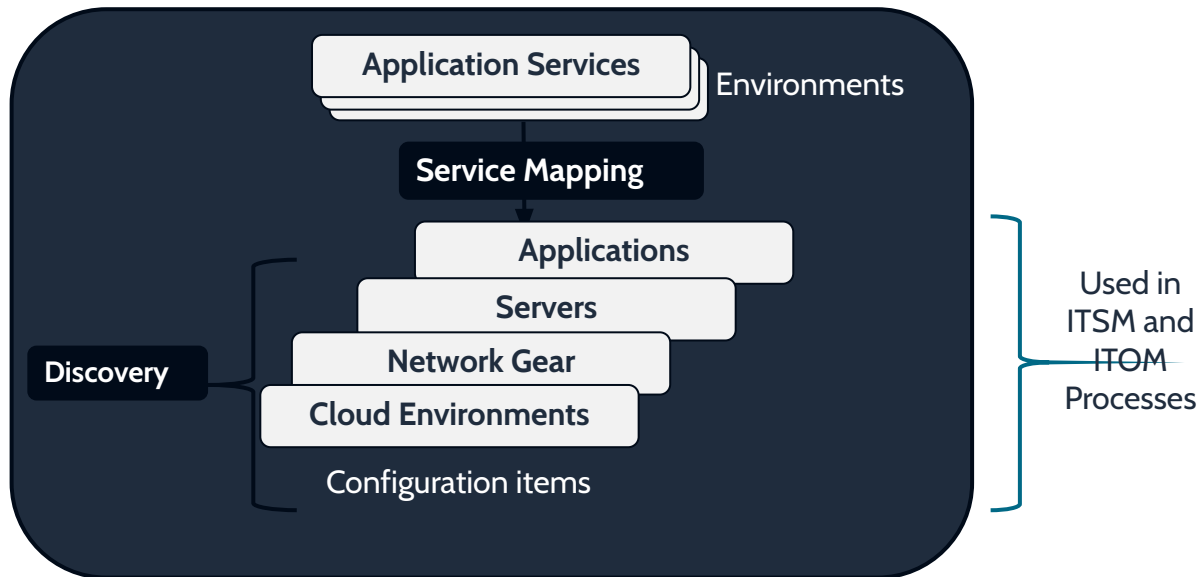 Application Services
Environments
Service Mapping
Applications
Servers
Network Gear
Discovery
Cloud Environments
Configuration items
Used in
ITSM and
ITOM
Processes